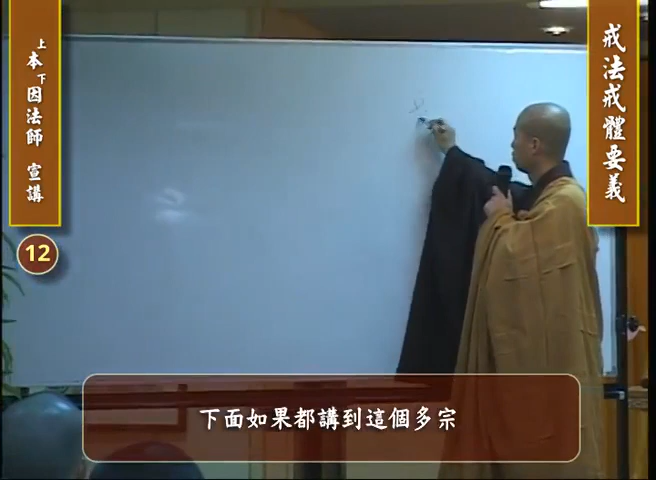 上本下因法師 宣講
12
戒法戒體要義
下面如果都講到這個多宗